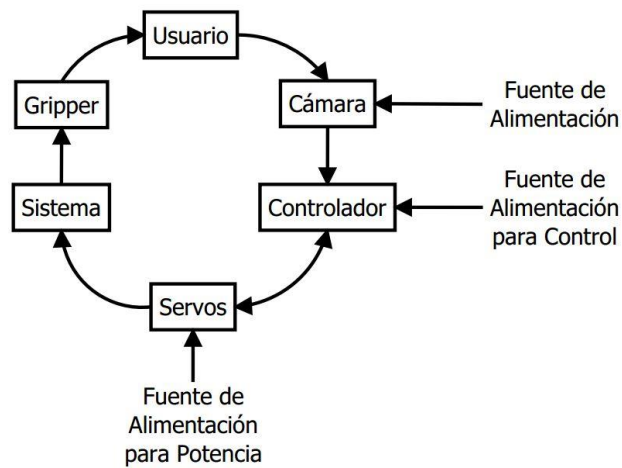 Usuario
Gripper
Cámara
Fuente de
Alimentación
Sistema
Controlador
Fuente de
Alimentación
para Control
Servos
Fuente de
Alimentación
para Potencia